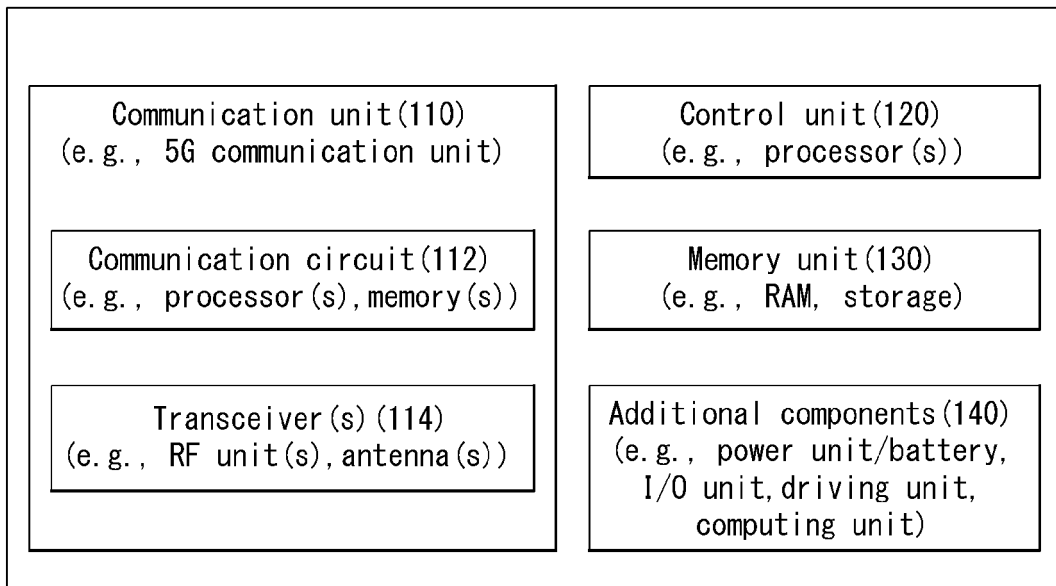 Communication unit(110)
(e.g., 5G communication unit)
Communication circuit(112)
(e.g., processor(s),memory(s))
Transceiver(s)(114)
(e.g., RF unit(s),antenna(s))
Control unit(120)
(e.g., processor(s))
Memory unit(130)
(e.g., RAM, storage)
Additional components(140)
(e.g., power unit/battery,
I/O unit,driving unit,
computing unit)